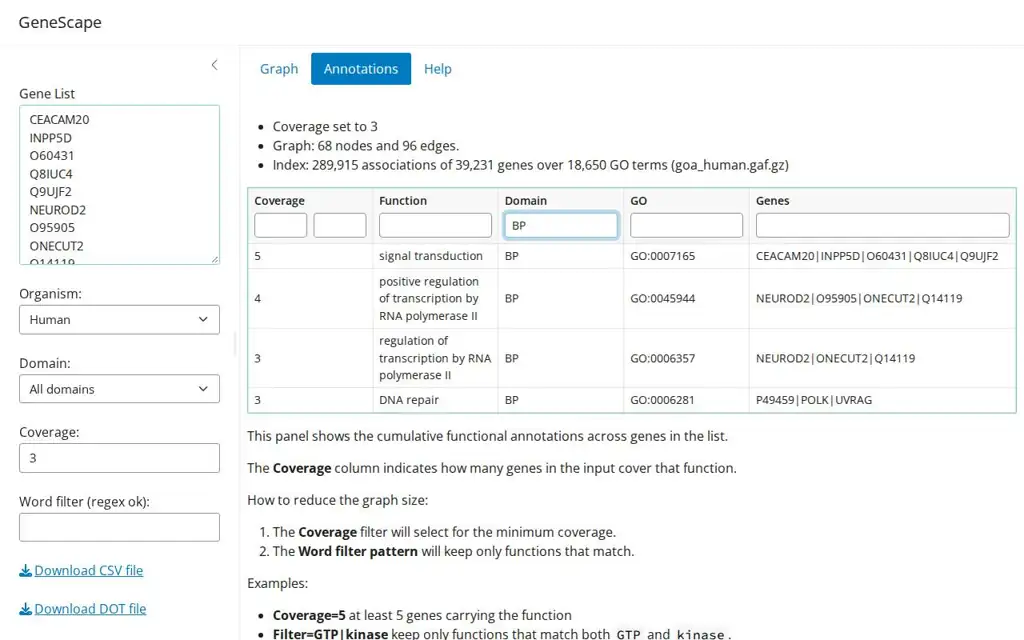 GeneScape
Gene List
CEACAM20
INPP5D
O60431
Q8IUC4
Q9UJF2
NEUROD2
O95905
ONECUT2
Q14119
Organism:
Human
Domain:
All domains
Coverage:
3
Word filter (regex ok):
Download CSV file
Download DOT file
Graph Annotations Help
Coverage set to 3
Graph: 68 nodes and 96 edges.
Index: 289,915 associations of 39,231 genes over 18,650 GO terms (goa_human.gaf.gz)
Coverage Function Domain GO Genes
BP
5 signal transduction BP GO:0007165 CEACAM20|INPP5D|O60431|Q8IUC4|Q9UJF2
positive regulation
of transcription by
RNA polymerase II
4 BP GO:0045944 NEUROD2|O95905|ONECUT2|Q14119
regulation of
transcription by RNA
polymerase II
3 BP GO:0006357 NEUROD2|ONECUT2|Q14119
3 DNA repair BP GO:0006281 P49459|POLK|UVRAG
This panel shows the cumulative functional annotations across genes in the list.
The Coverage column indicates how many genes in the input cover that function.
How to reduce the graph size:
1. The Coverage filter will select for the minimum coverage.
2. The Word filter pattern will keep only functions that match.
Examples:
Coverage=5 at least 5 genes carrying the function
Filter=GTP|kinase keep only functions that match both GTP and kinase.